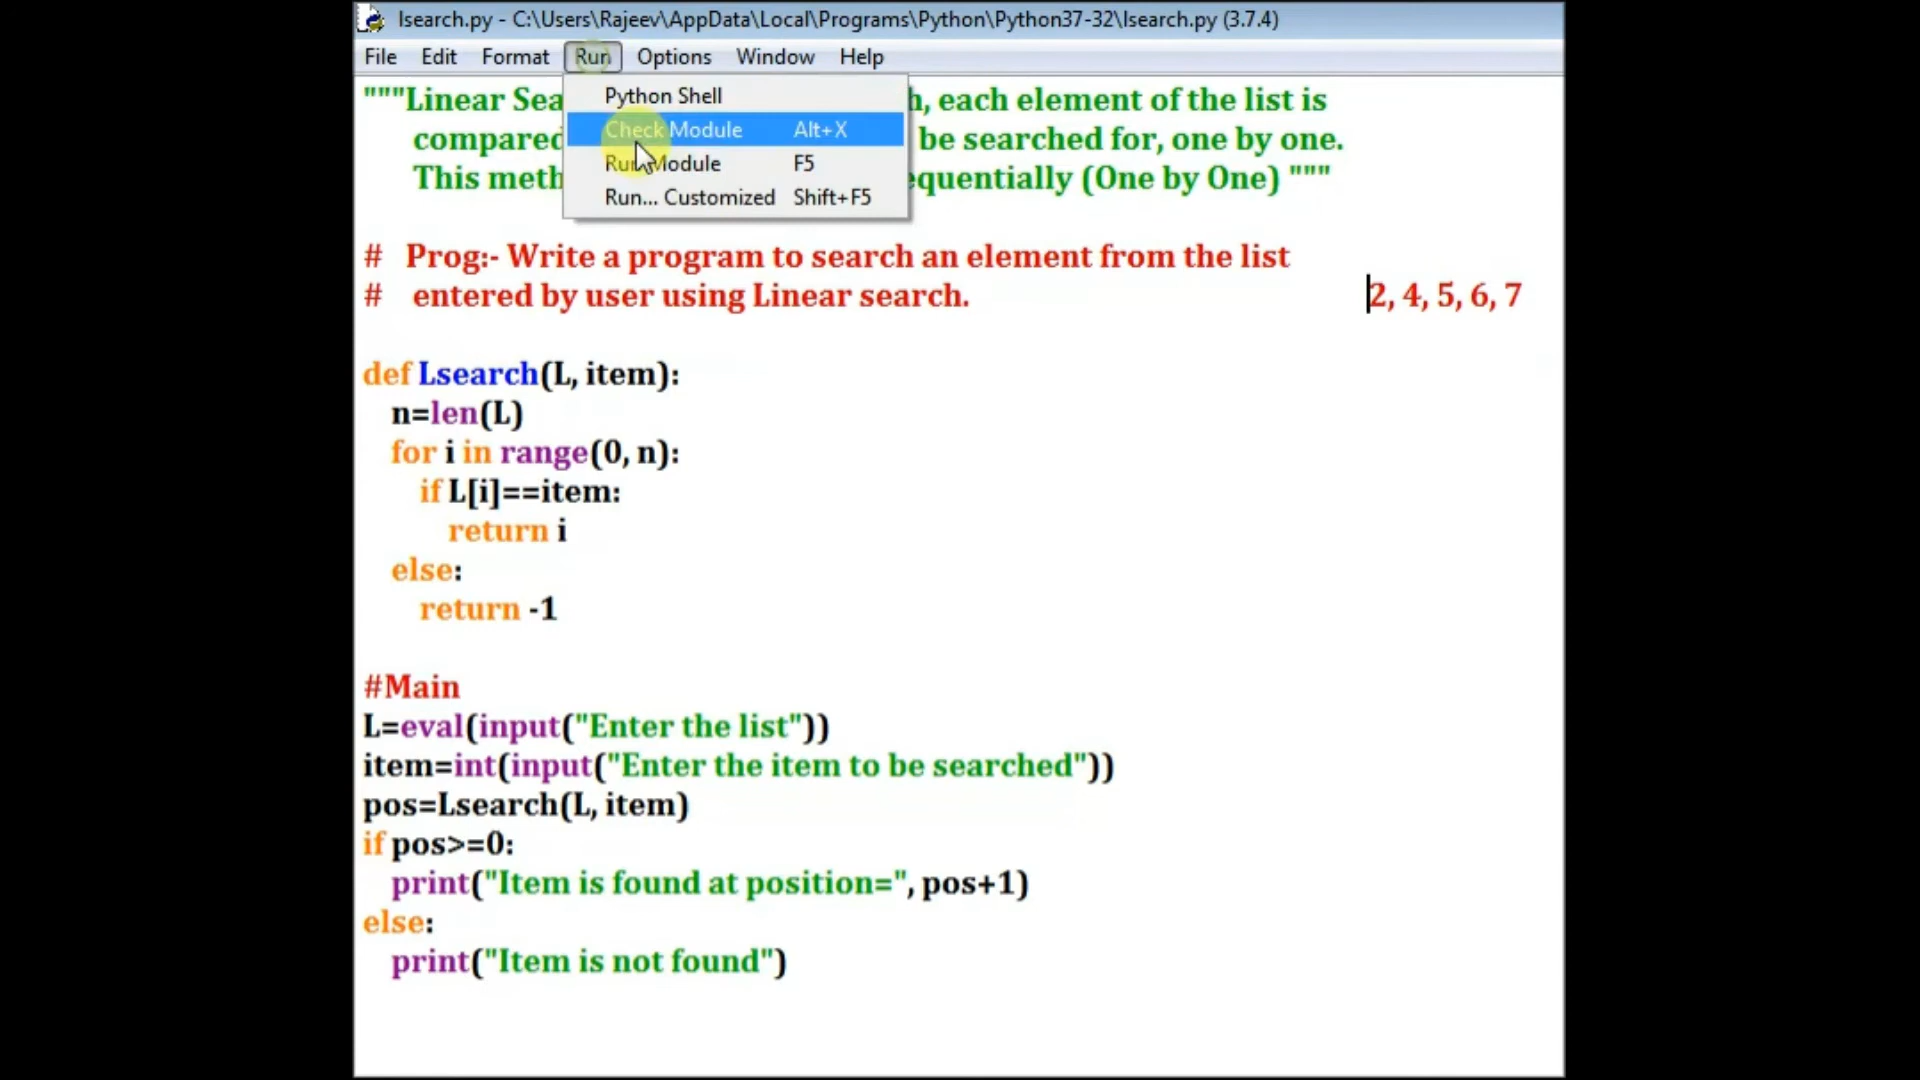 lsearch.py - C:\Users\Rajeev\AppData\Local\Programs\Python\Python37-32\lsearch.py (3.7.4)
File Edit Format Run Options Window Help
Python Shell
Check Module Alt+X
Run Module F5
Run... Customized Shift+F5
"""Linear Sea h, each element of the list is
compared be searched for, one by one.
This meth equentially (One by One) """
# Prog:- Write a program to search an element from the list
# entered by user using Linear search. 2, 4, 5, 6, 7
def Lsearch(L, item):
n=len(L)
for i in range(0, n):
if L[i]==item:
return i
else:
return -1
#Main
L=eval(input("Enter the list"))
item=int(input("Enter the item to be searched"))
pos=Lsearch(L, item)
if pos>=0:
print("Item is found at position=", pos+1)
else:
print("Item is not found")